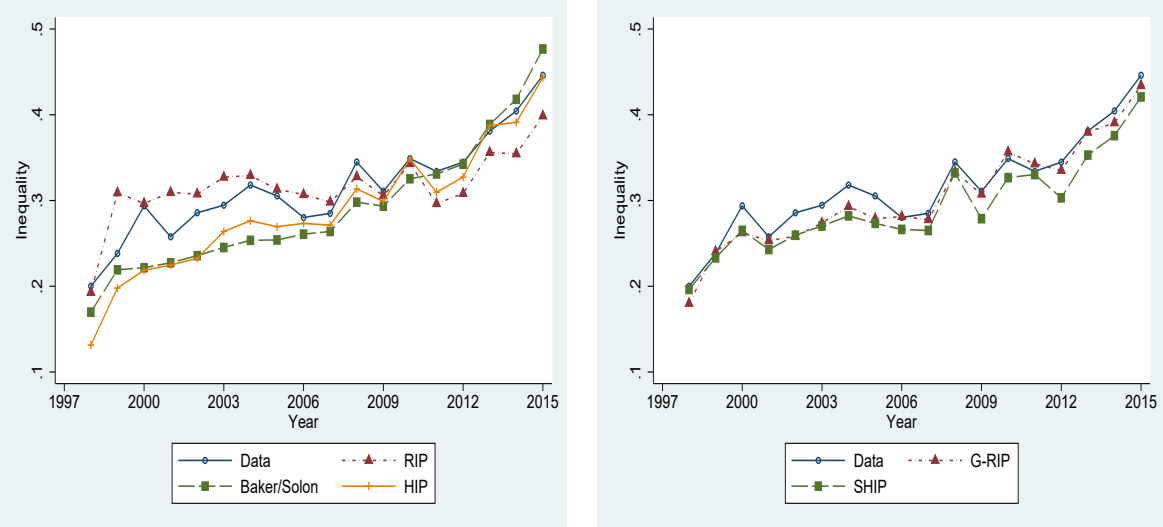 .5
.4
.3
.2
.1
Inequality
1997 2000 2003 2006 2009 2012 2015
Year
Data RIP
Baker/Solon HIP
.5
.4
.3
.2
.1
Inequality
1997 2000 2003 2006 2009 2012 2015
Year
Data G-RIP
SHIP